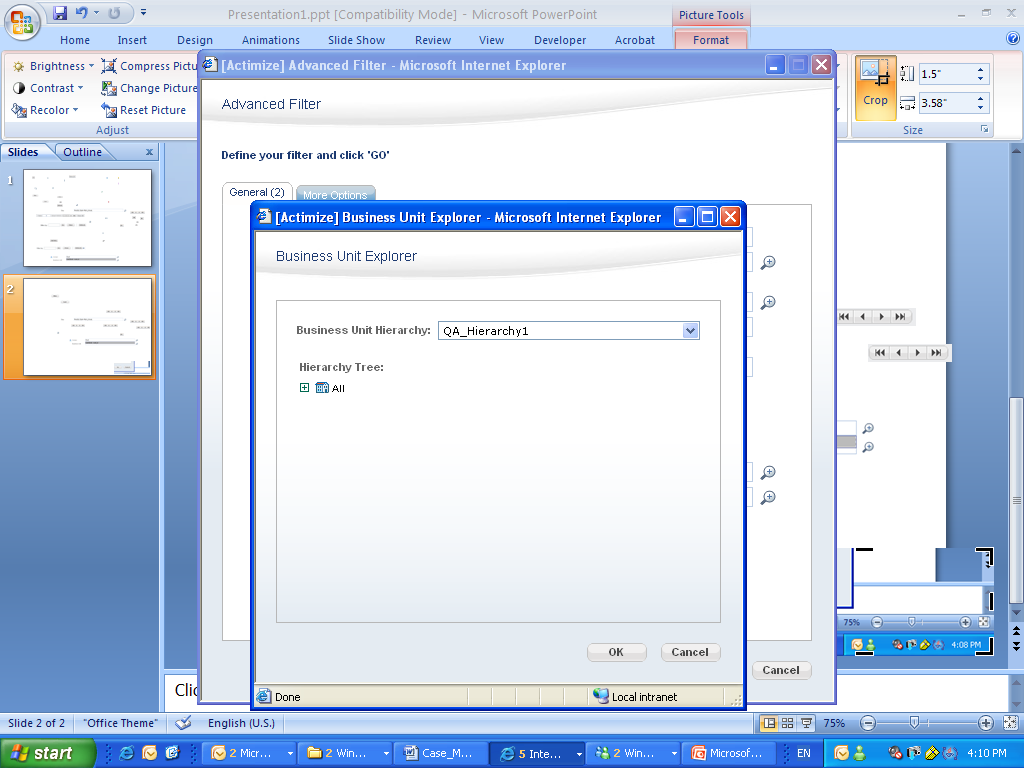 Presentation1.ppt [Compatibility Mode] - Microsoft PowerPoint
Picture Tools
Home Insert Design Animations Slide Show Review View Developer Acrobat Format
Brightness
Compress Pictu
Contrast
Change Picture
Recolor
Reset Picture
Adjust
Crop
1.5"
3.58"
Size
Slides Outline x
1
2
[Actimize] Advanced Filter - Microsoft Internet Explorer
Advanced Filter
Define your filter and click 'GO'
General (2) More Options
[Actimize] Business Unit Explorer - Microsoft Internet Explorer
Business Unit Explorer
Business Unit Hierarchy: QA_Hierarchy1
Hierarchy Tree:
All
OK Cancel
Done Local intranet
Cancel
75%
4:08 PM
Clic
Slide 2 of 2 "Office Theme" English (U.S.) 75%
start 2 Micr... 2 Win... Case_M... 5 Inte... 2 Win... Microsof... EN 4:10 PM